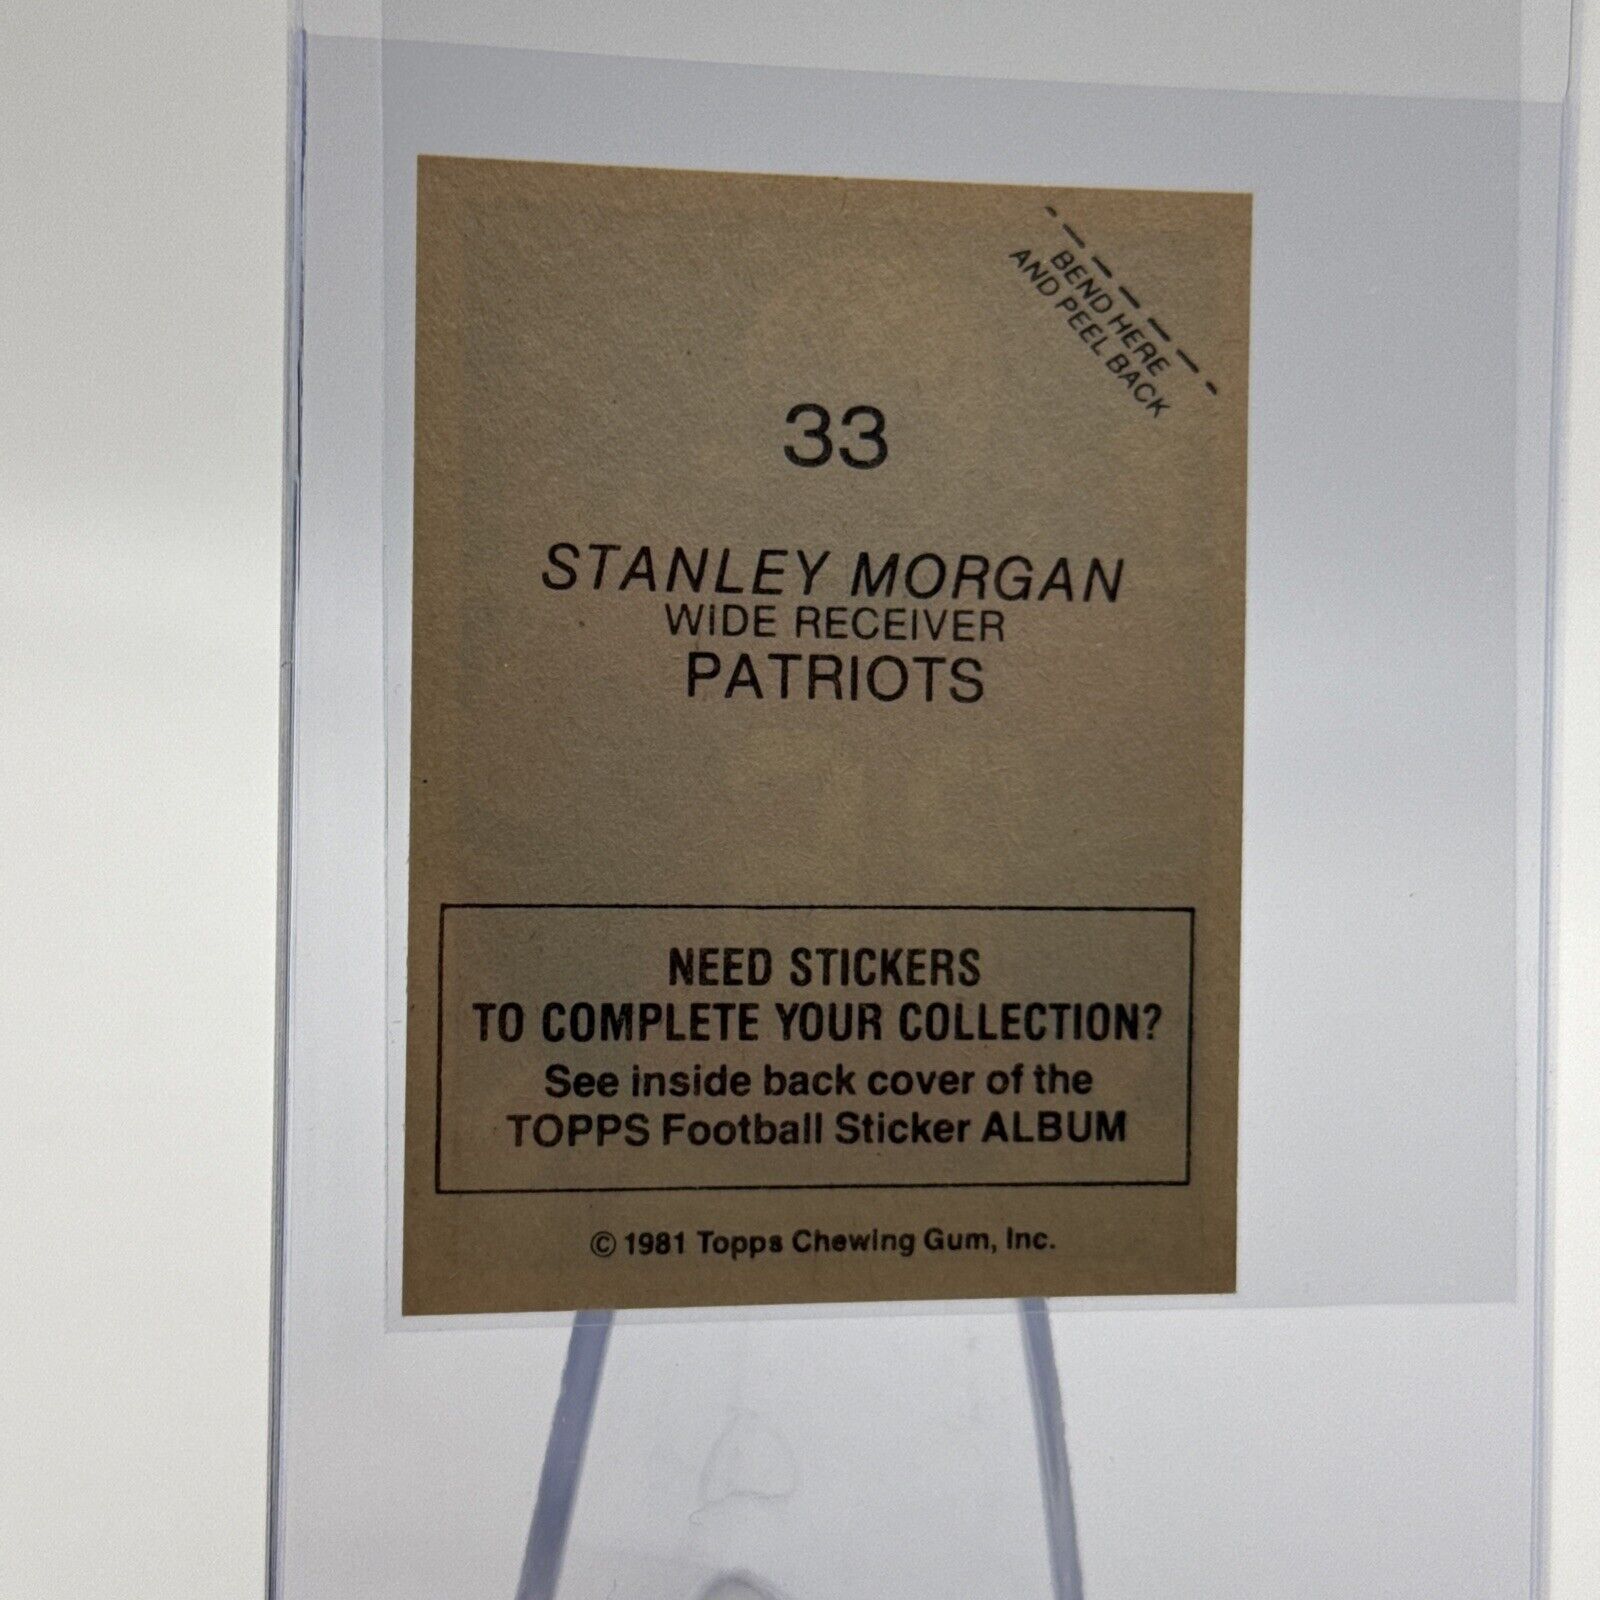 BEND HERE
AND PEEL BACK
33
STANLEY MORGAN
WIDE RECEIVER
PATRIOTS
NEED STICKERS
TO COMPLETE YOUR COLLECTION?
See inside back cover of the
TOPPS Football Sticker ALBUM
© 1981 Topps Chewing Gum, Inc.